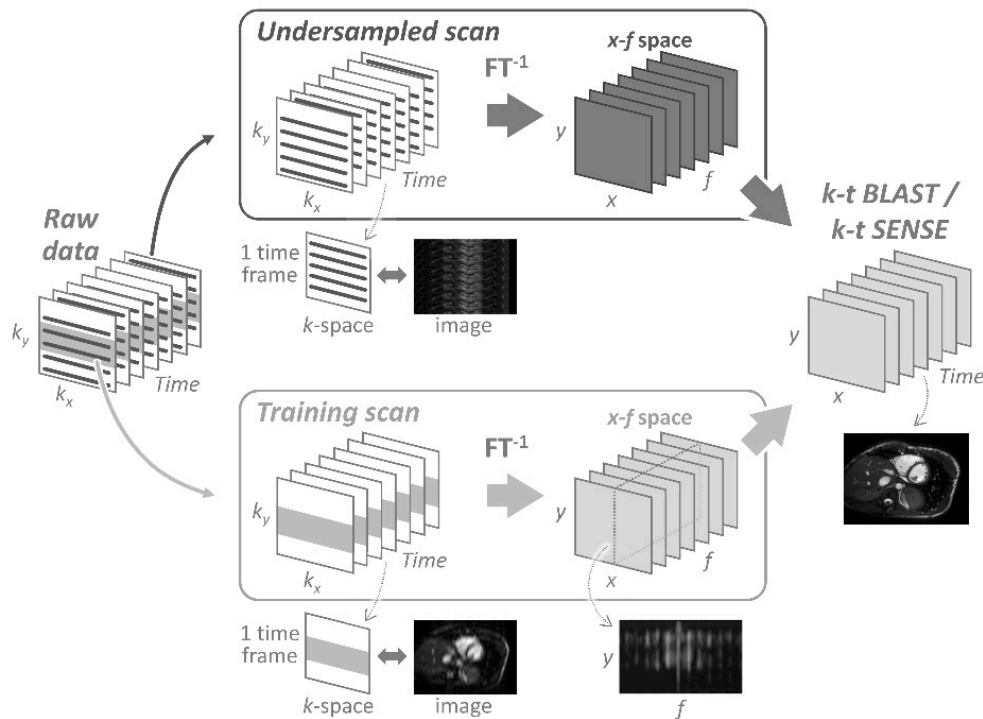 Undersampled scan
FT-1
x-f space
ky
kx
Time
y
x
f
1 time
frame
k-space
image
Raw
data
ky
kx
Time
k-t BLAST /
k-t SENSE
y
x
Time
Training scan
FT-1
x-f space
ky
kx
Time
y
x
f
1 time
frame
k-space
image
y
f